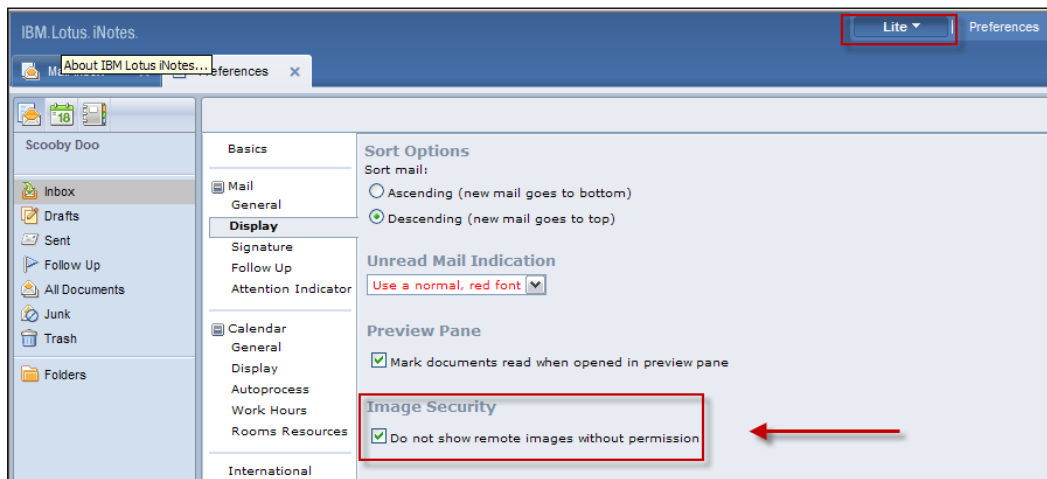 IBM.Lotus.iNotes.
Lite
Preferences
About IBM Lotus iNotes...
Preferences
18
Scooby Doo
Inbox
Drafts
Sent
Follow Up
All Documents
Junk
Trash
Folders
Basics
Mail
General
Display
Signature
Follow Up
Attention Indicator
Calendar
General
Display
Autoprocess
Work Hours
Rooms Resources
International
Sort Options
Sort mail:
Ascending (new mail goes to bottom)
Descending (new mail goes to top)
Unread Mail Indication
Use a normal, red font
Preview Pane
Mark documents read when opened in preview pane
Image Security
Do not show remote images without permission